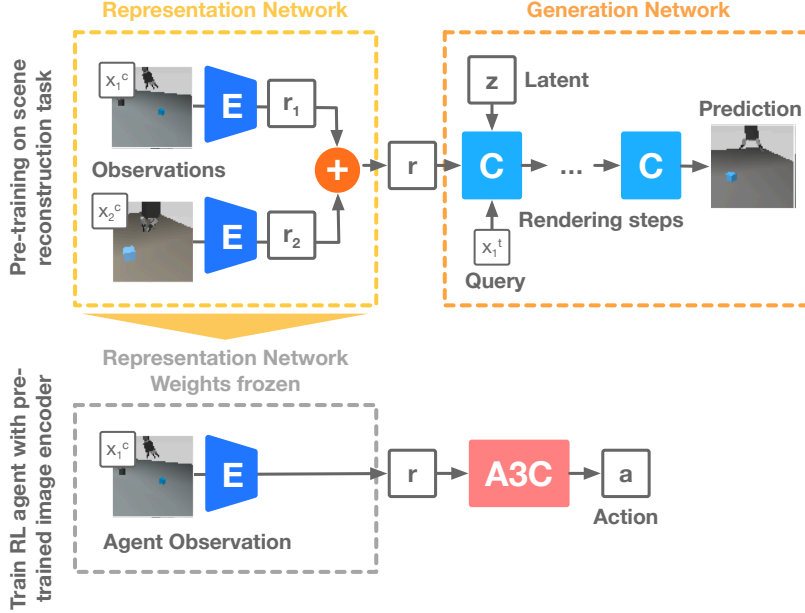 Representation Network
Generation Network
Pre-training on scene
reconstruction task
x₁ᶜ
E
r₁
Observations
x₂ᶜ
E
r₂
+
r
z
Latent
C
...
C
Prediction
Rendering steps
x₁ᵗ
Query
Representation Network
Weights frozen
Train RL agent with pre-
trained image encoder
x₁ᶜ
E
Agent Observation
r
A3C
a
Action